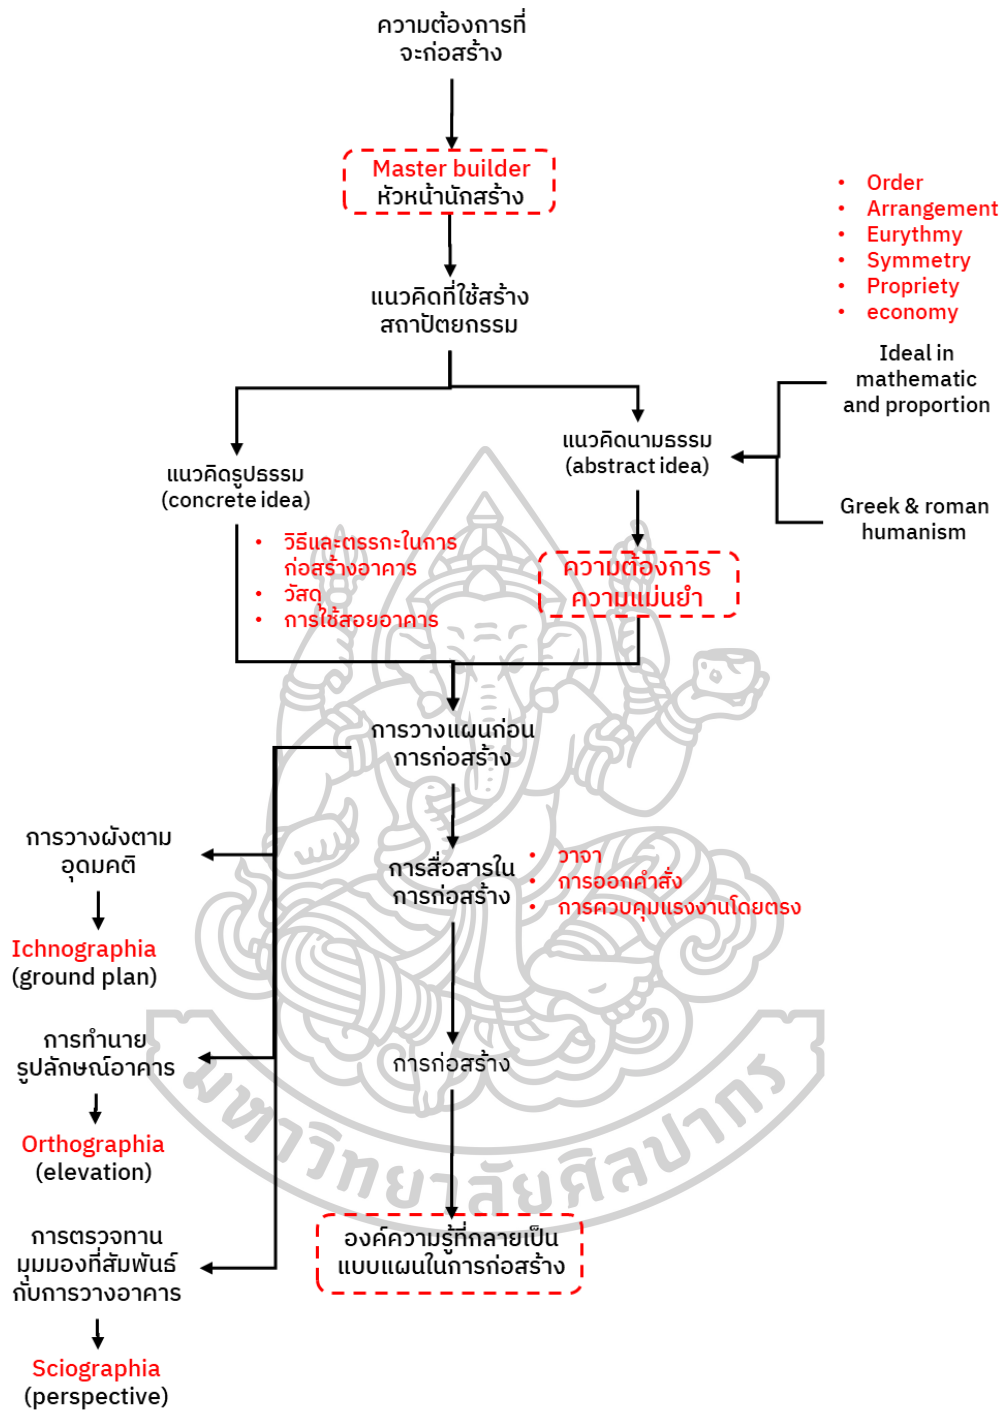 ความต้องการที่
จะก่อสร้าง
Master builder
หัวหน้านักสร้าง
แนวคิดที่ใช้สร้าง
สถาปัตยกรรม
• Order
• Arrangement
• Eurythmy
• Symmetry
• Propriety
• economy
Ideal in
mathematic
and proportion
แนวคิดนามธรรม
(abstract idea)
Greek & roman
humanism
แนวคิดรูปธรรม
(concrete idea)
• วิธีและตรรกะในการ
ก่อสร้างอาคาร
• วัสดุ
• การใช้สอยอาคาร
ความต้องการ
ความแม่นยำ
การวางแผนก่อน
การก่อสร้าง
การวางผังตาม
อุดมคติ
Ichnographia
(ground plan)
การสื่อสารใน
การก่อสร้าง
• วาจา
• การออกคำสั่ง
• การควบคุมแรงงานโดยตรง
การทำนาย
รูปลักษณ์อาคาร
Orthographia
(elevation)
การก่อสร้าง
การตรวจทาน
มุมมองที่สัมพันธ์
กับการวางอาคาร
Sciographia
(perspective)
องค์ความรู้ที่กลายเป็น
แบบแผนในการก่อสร้าง
มหาวิทยาลัยศิลปากร